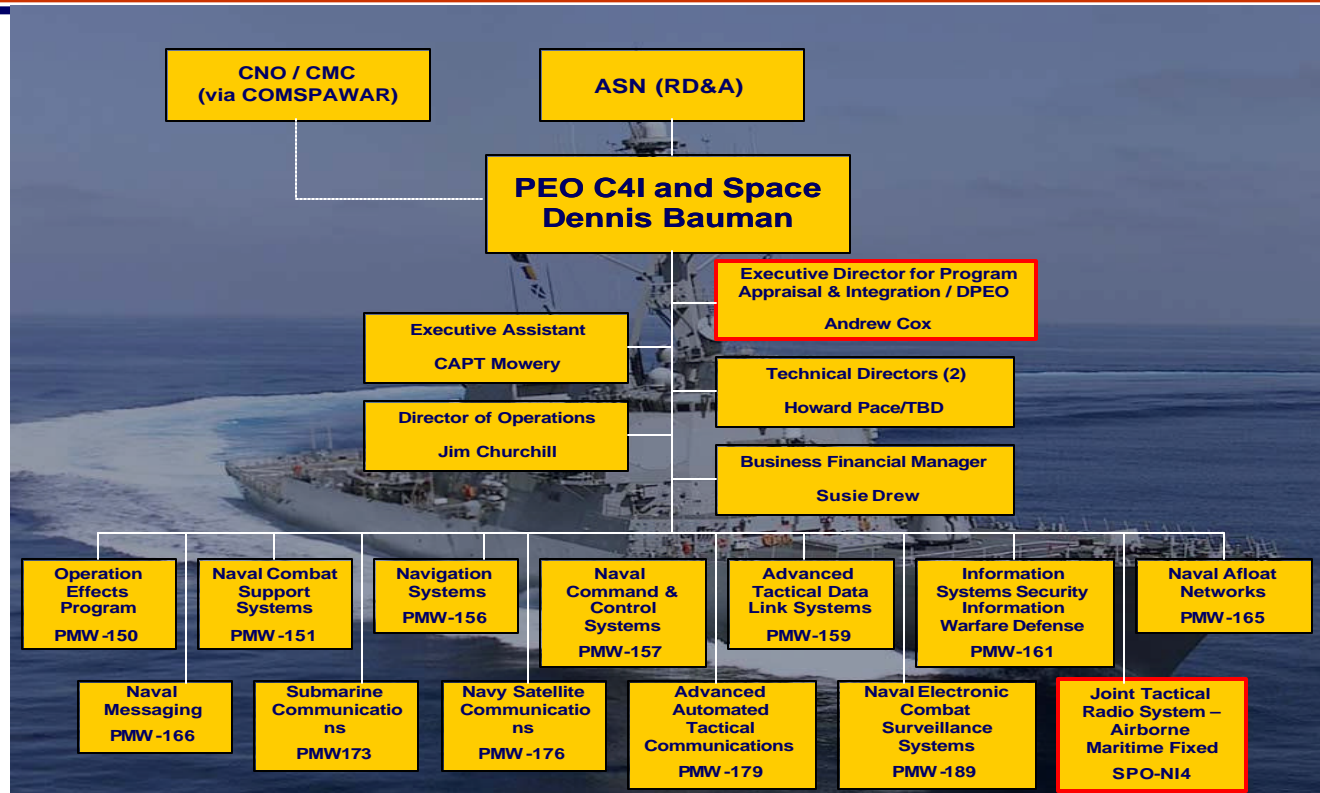 CNO / CMC
(via COMSPAWAR)
ASN (RD&A)
PEO C4I and Space
Dennis Bauman
Executive Director for Program
Appraisal & Integration / DPEO
Andrew Cox
Executive Assistant
CAPT Mowery
Technical Directors (2)
Howard Pace/TBD
Director of Operations
Jim Churchill
Business Financial Manager
Susie Drew
Operation
Effects
Program
PMW-150
Naval Combat
Support
Systems
PMW-151
Navigation
Systems
PMW-156
Naval
Command &
Control
Systems
PMW-157
Advanced
Tactical Data
Link Systems
PMW-159
Information
Systems Security
Information
Warfare Defense
PMW-161
Naval Afloat
Networks
PMW-165
Naval
Messaging
PMW-166
Submarine
Communicatio
ns
PMW173
Navy Satellite
Communicatio
ns
PMW-176
Advanced
Automated
Tactical
Communications
PMW-179
Naval Electronic
Combat
Surveillance
Systems
PMW-189
Joint Tactical
Radio System –
Airborne
Maritime Fixed
SPO-NI4